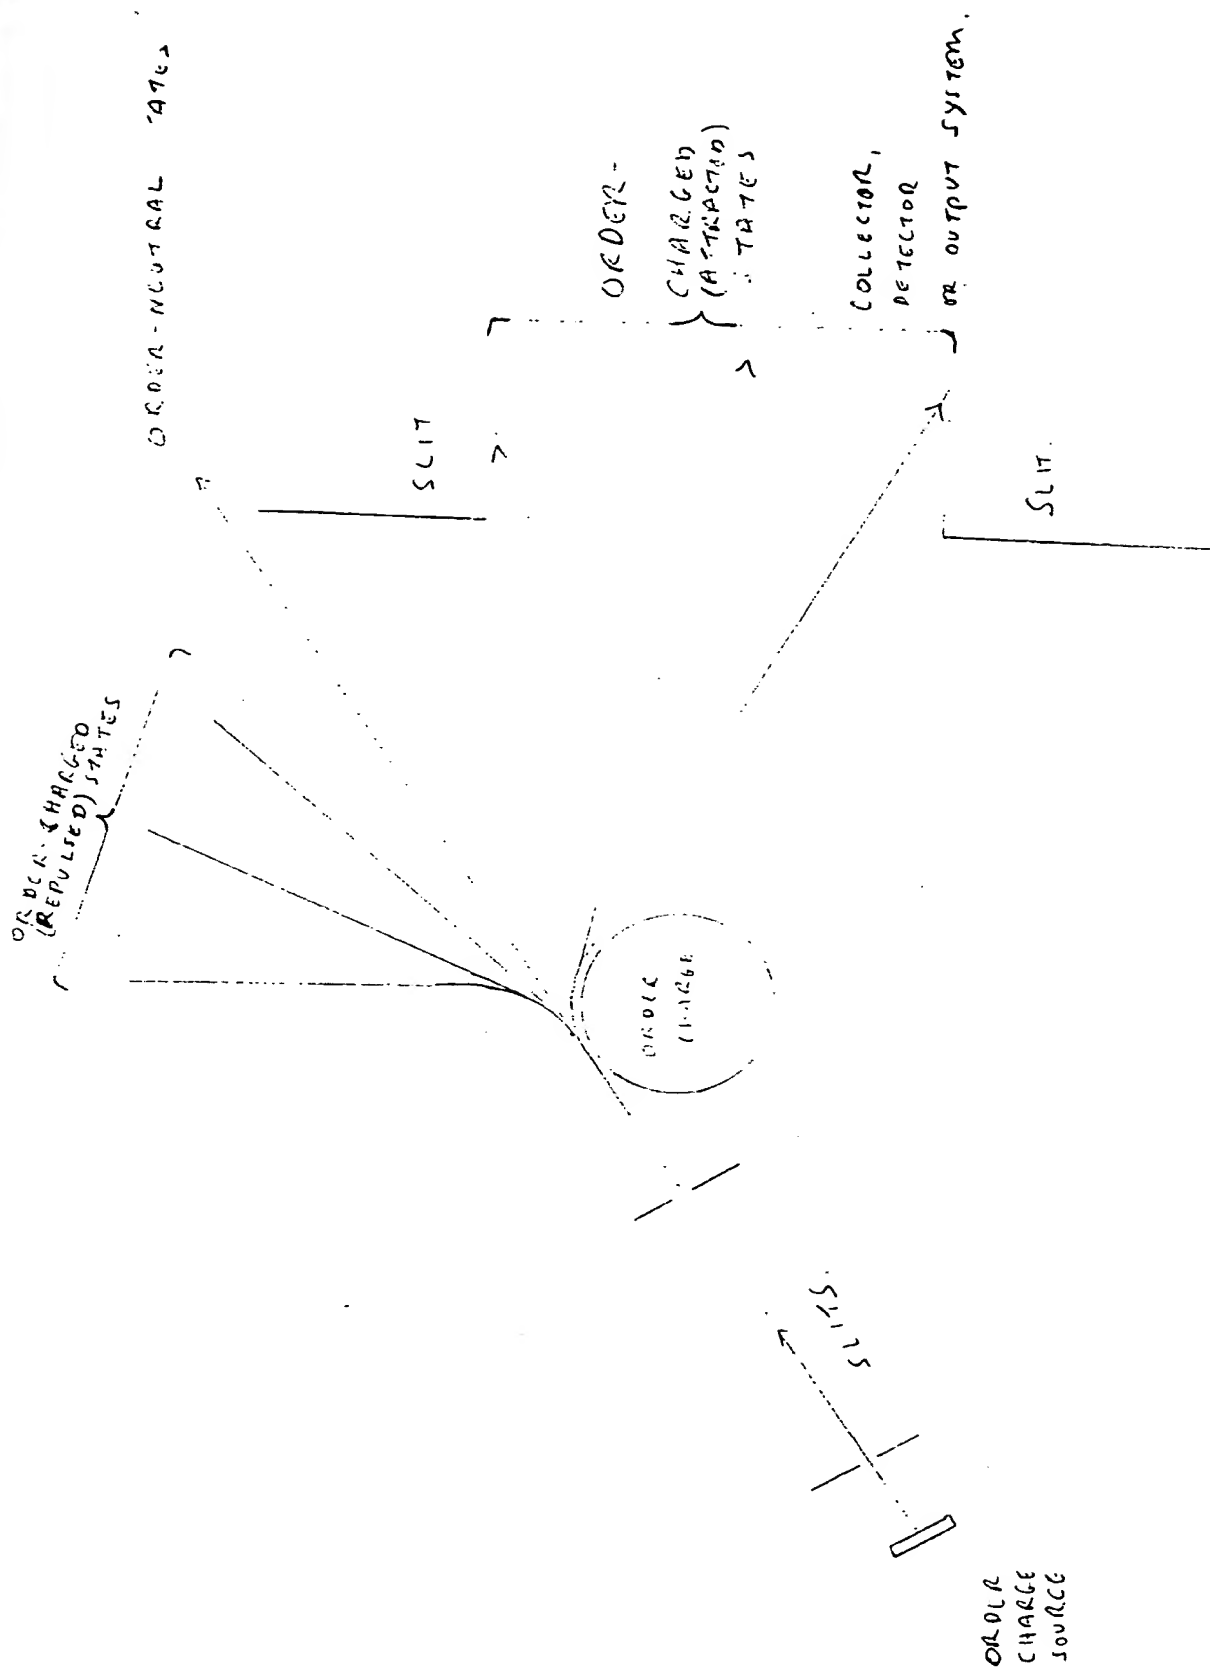 ORDER-NEUTRAL
ORDER-CHARGED
(REPULSED) STATES
SLIT
ORDER-
CHARGED
(ATTRACTED)
STATES
COLLECTOR,
DETECTOR
OR OUTPUT SYSTEM.
SLIT.
ORDER
CHARGE
SLITS.
ORDER
CHARGE
SOURCE